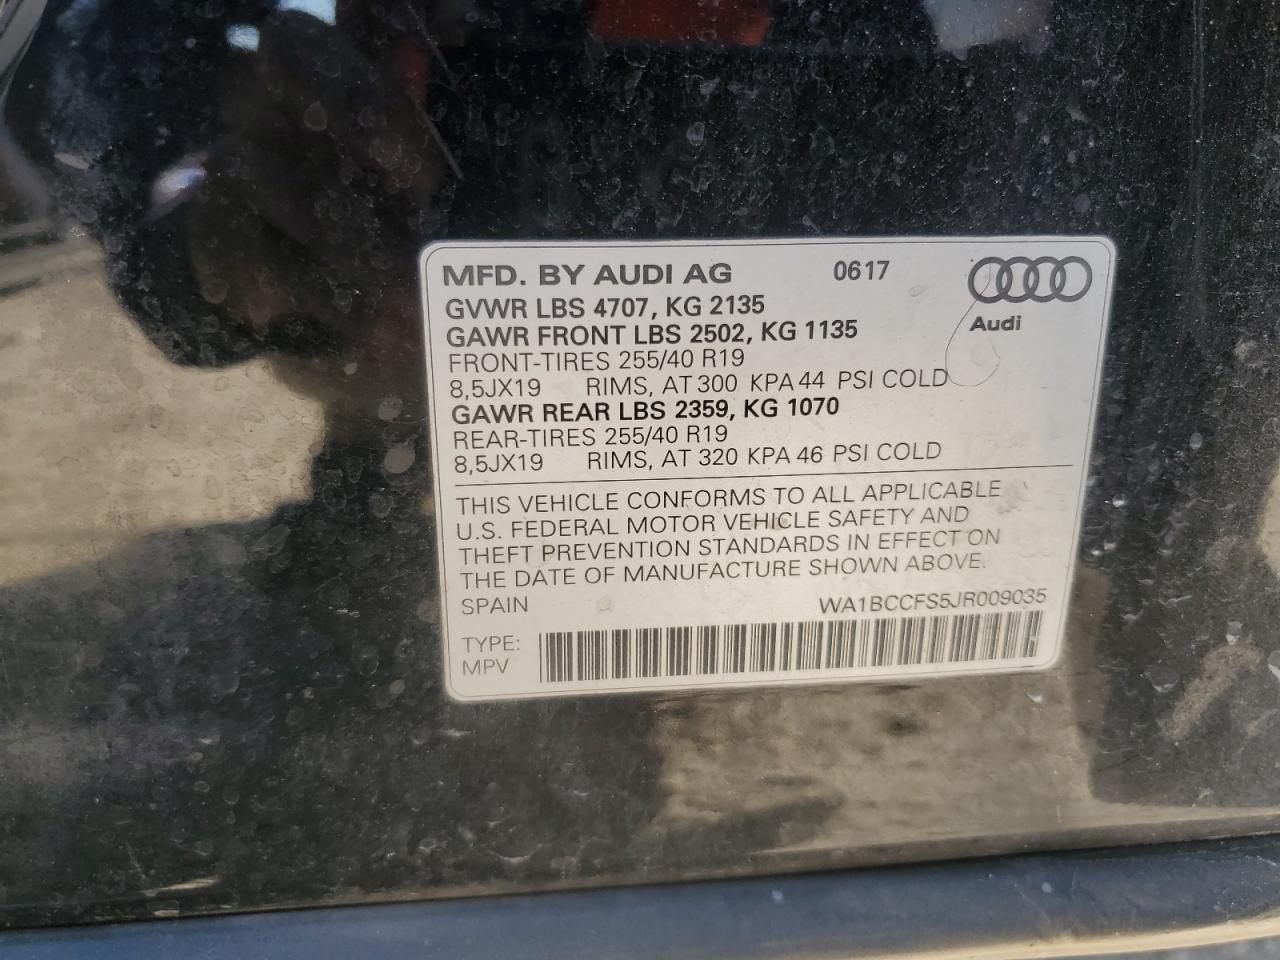 MFD. BY AUDI AG 0617
GVWR LBS 4707, KG 2135
GAWR FRONT LBS 2502, KG 1135
Audi
FRONT-TIRES 255/40 R19
8,5JX19 RIMS, AT 300 KPA 44 PSI COLD
GAWR REAR LBS 2359, KG 1070
REAR-TIRES 255/40 R19
8,5JX19 RIMS, AT 320 KPA 46 PSI COLD
THIS VEHICLE CONFORMS TO ALL APPLICABLE
U.S. FEDERAL MOTOR VEHICLE SAFETY AND
THEFT PREVENTION STANDARDS IN EFFECT ON
THE DATE OF MANUFACTURE SHOWN ABOVE.
SPAIN WA1BCCFS5JR009035
TYPE:
MPV